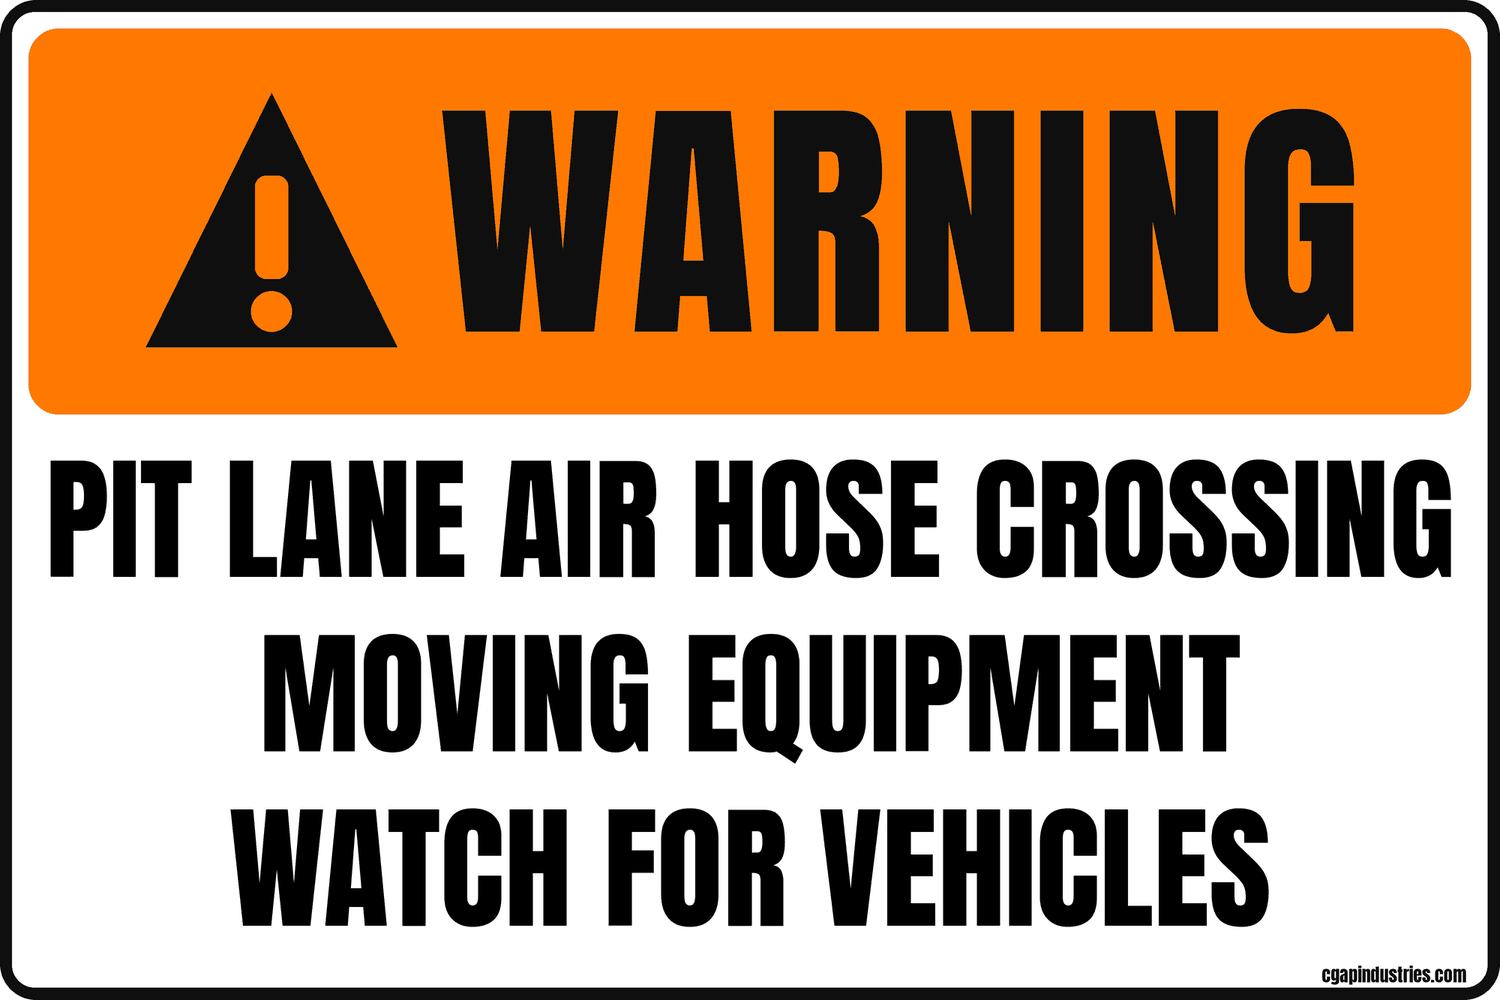 WARNING
PIT LANE AIR HOSE CROSSING
MOVING EQUIPMENT
WATCH FOR VEHICLES
cgapindustries.com